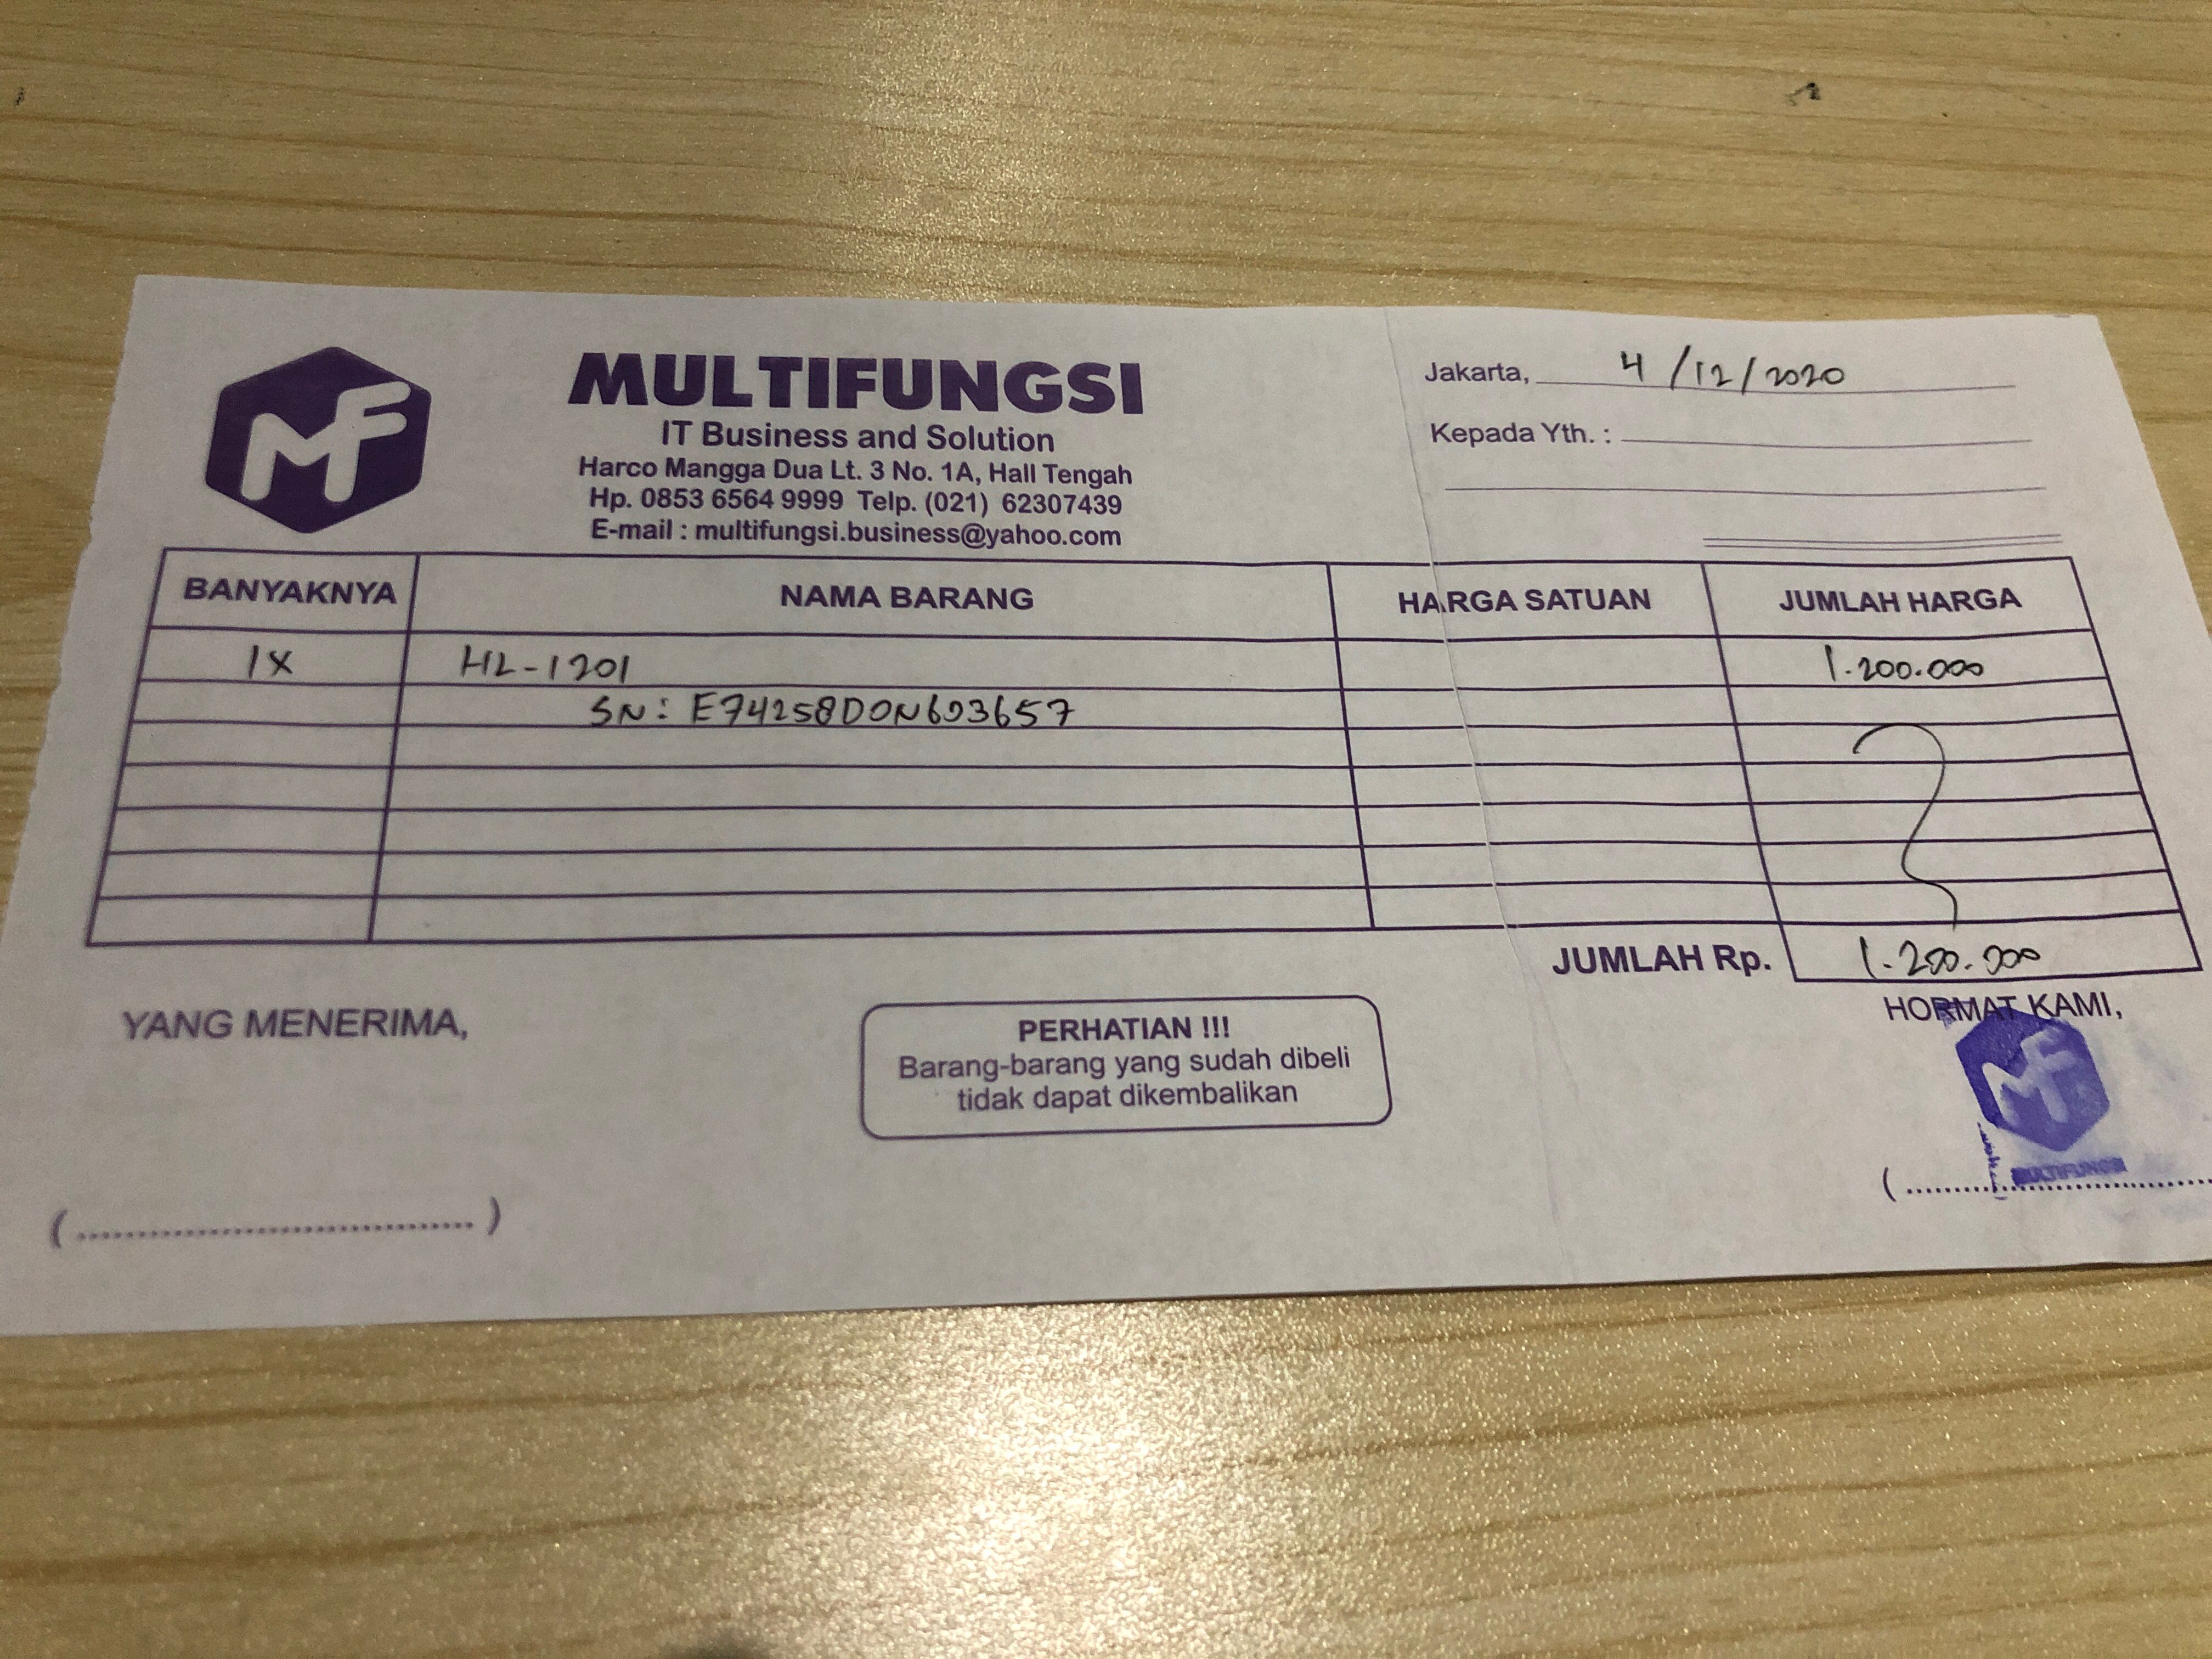 MF
MULTIFUNGSI
IT Business and Solution
Harco Mangga Dua Lt. 3 No. 1A, Hall Tengah
Hp. 0853 6564 9999 Telp. (021) 62307439
E-mail : multifungsi.business@yahoo.com
Jakarta, 4/12/2020
Kepada Yth. :
BANYAKNYA NAMA BARANG HARGA SATUAN JUMLAH HARGA
1X HL-1201 1.200.000
SN: E74258D0N603657
JUMLAH Rp. 1.200.000
YANG MENERIMA,
PERHATIAN !!!
Barang-barang yang sudah dibeli
tidak dapat dikembalikan
HORMAT KAMI,
MF
MULTIFUNGSI